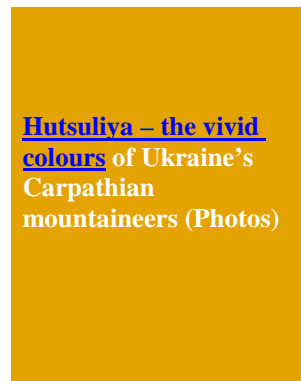 Hutsuliya – the vivid
colours of Ukraine's
Carpathian
mountaineers (Photos)